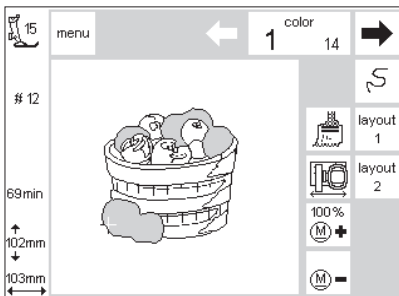 15
menu
color
1 14
# 12
layout
1
layout
2
69min
100%
M +
102mm
M -
103mm